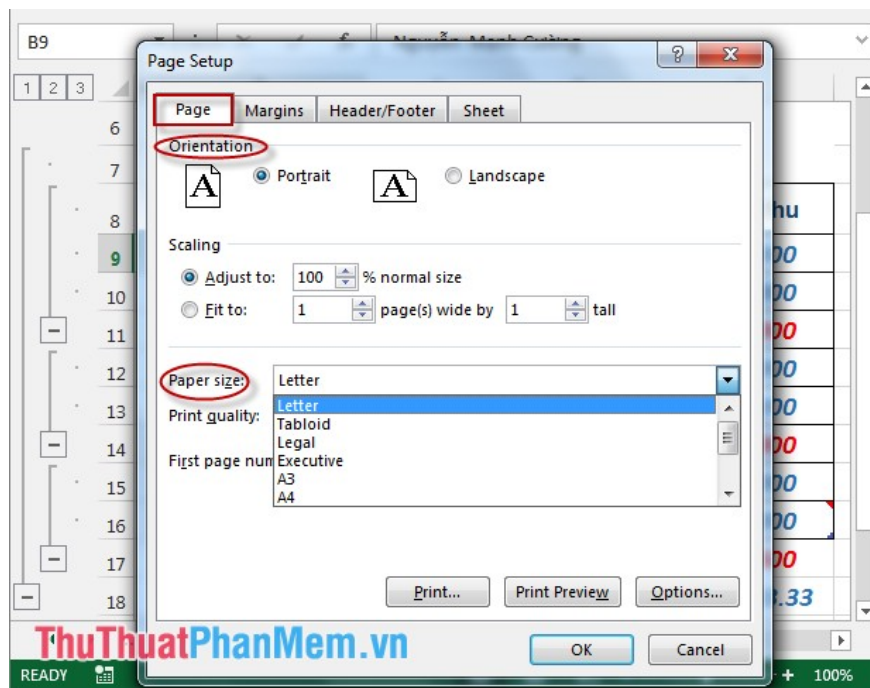 B9
Nguyễn Mạnh Cường
Page Setup
1 2 3
Page Margins Header/Footer Sheet
6
Orientation
7
A Portrait A Landscape
8 hu
Scaling
9 00
Adjust to: 100 % normal size
10 00
Fit to: 1 page(s) wide by 1 tall
11 00
12 00
Paper size: Letter
Letter
13 00
Print quality: Tabloid
Legal
14 00
First page num Executive
A3
15 00
A4
16 00
17 00
Print... Print Preview Options...
18 .33
ThuThuatPhanMem.vn
OK Cancel
READY + 100%